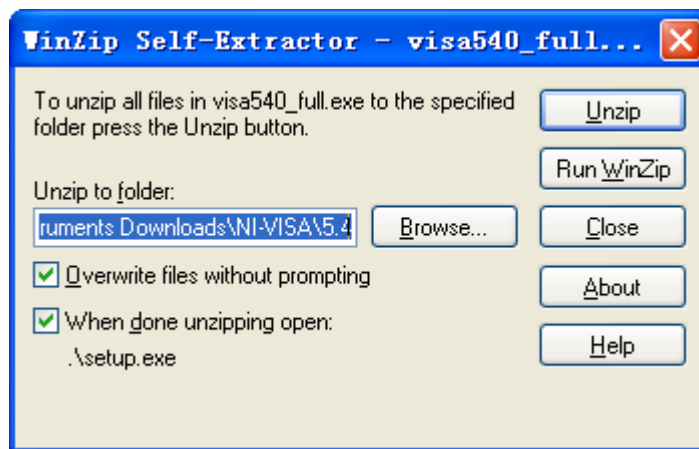 WinZip Self-Extractor - visa540_full...
To unzip all files in visa540_full.exe to the specified
folder press the Unzip button.
Unzip
Run WinZip
Unzip to folder:
ruments Downloads\NI-VISA\5.4
Browse...
Close
Overwrite files without prompting
About
When done unzipping open:
.\setup.exe
Help